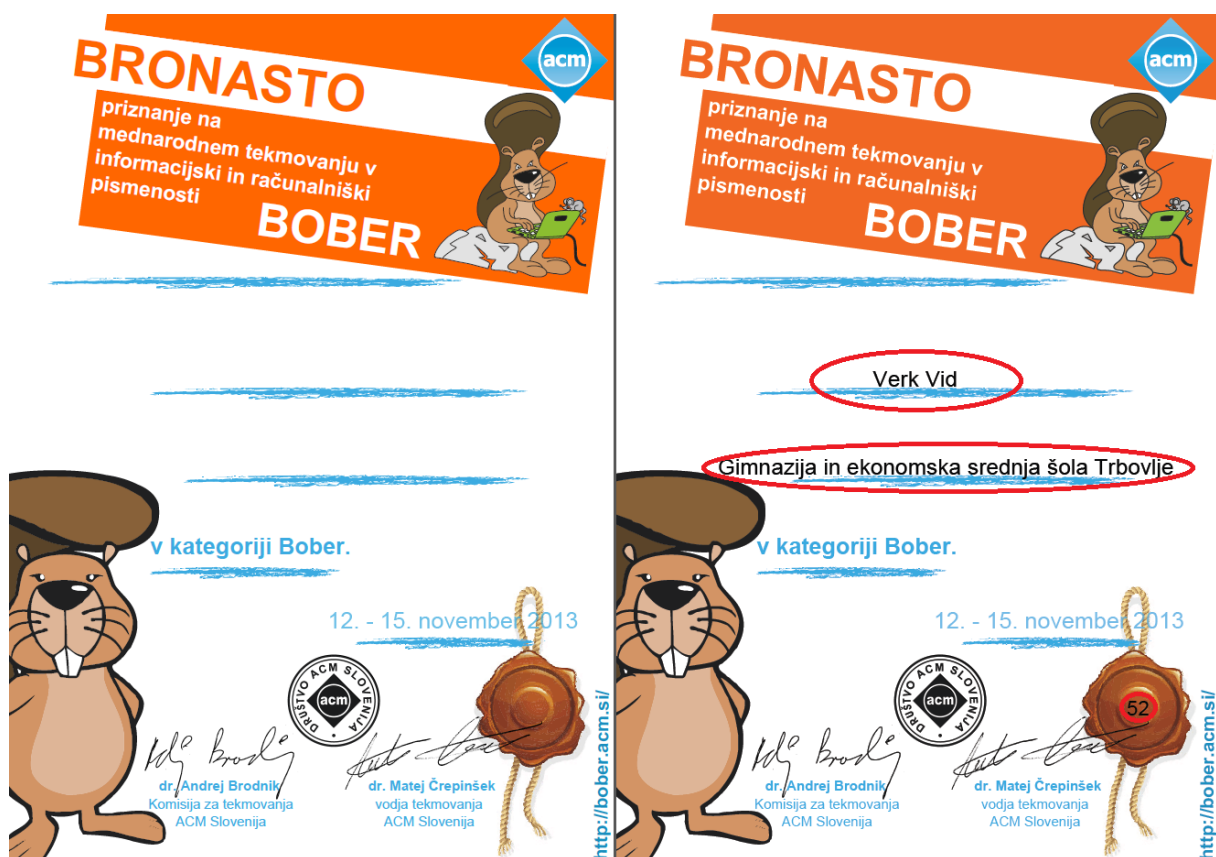 BRONASTO
acm
priznanje na
mednarodnem tekmovanju v
informacijski in računalniški
pismenosti
BOBER
v kategoriji Bober.
12. - 15. november 2013
DRUŠTVO ACM SLOVENIJA
acm
dr. Andrej Brodnik
Komisija za tekmovanja
ACM Slovenija
dr. Matej Črepinšek
vodja tekmovanja
ACM Slovenija
http://bober.acm.si/
BRONASTO
acm
priznanje na
mednarodnem tekmovanju v
informacijski in računalniški
pismenosti
BOBER
Verk Vid
Gimnazija in ekonomska srednja šola Trbovlje
v kategoriji Bober.
12. - 15. november 2013
52
DRUŠTVO ACM SLOVENIJA
acm
dr. Andrej Brodnik
Komisija za tekmovanja
ACM Slovenija
dr. Matej Črepinšek
vodja tekmovanja
ACM Slovenija
http://bober.acm.si/